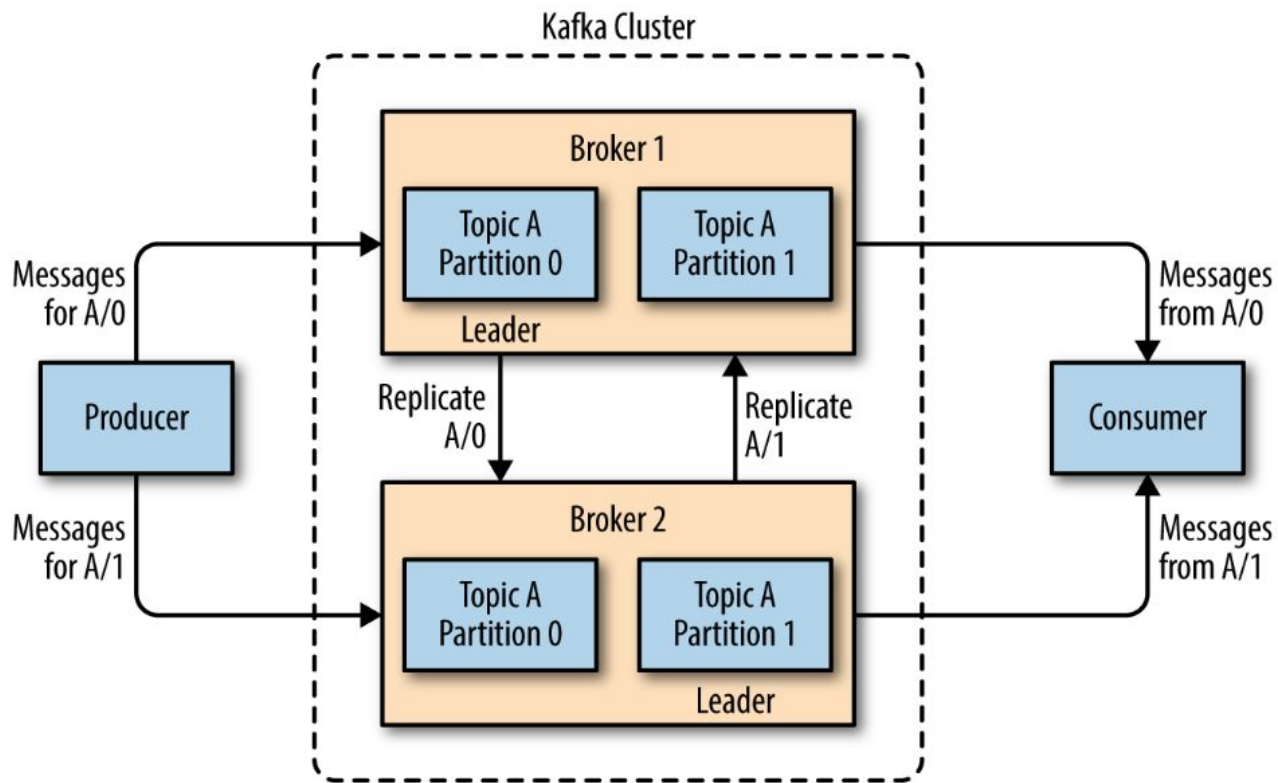 Kafka Cluster
Broker 1
Topic A
Partition 0
Topic A
Partition 1
Leader
Messages
for A/0
Messages
from A/0
Producer
Replicate
A/0
Replicate
A/1
Consumer
Messages
for A/1
Broker 2
Topic A
Partition 0
Topic A
Partition 1
Leader
Messages
from A/1